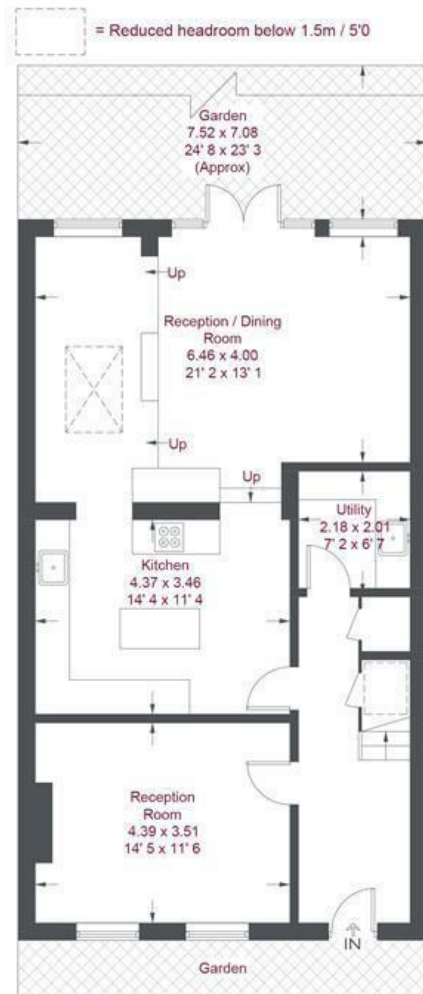 = Reduced headroom below 1.5m / 5'0
Garden
7.52 x 7.08
24' 8 x 23' 3
(Approx)
Up
Reception / Dining
Room
6.46 x 4.00
21' 2 x 13' 1
Up
Up
Utility
2.18 x 2.01
7' 2 x 6' 7
Kitchen
4.37 x 3.46
14' 4 x 11' 4
Reception
Room
4.39 x 3.51
14' 5 x 11' 6
IN
Garden